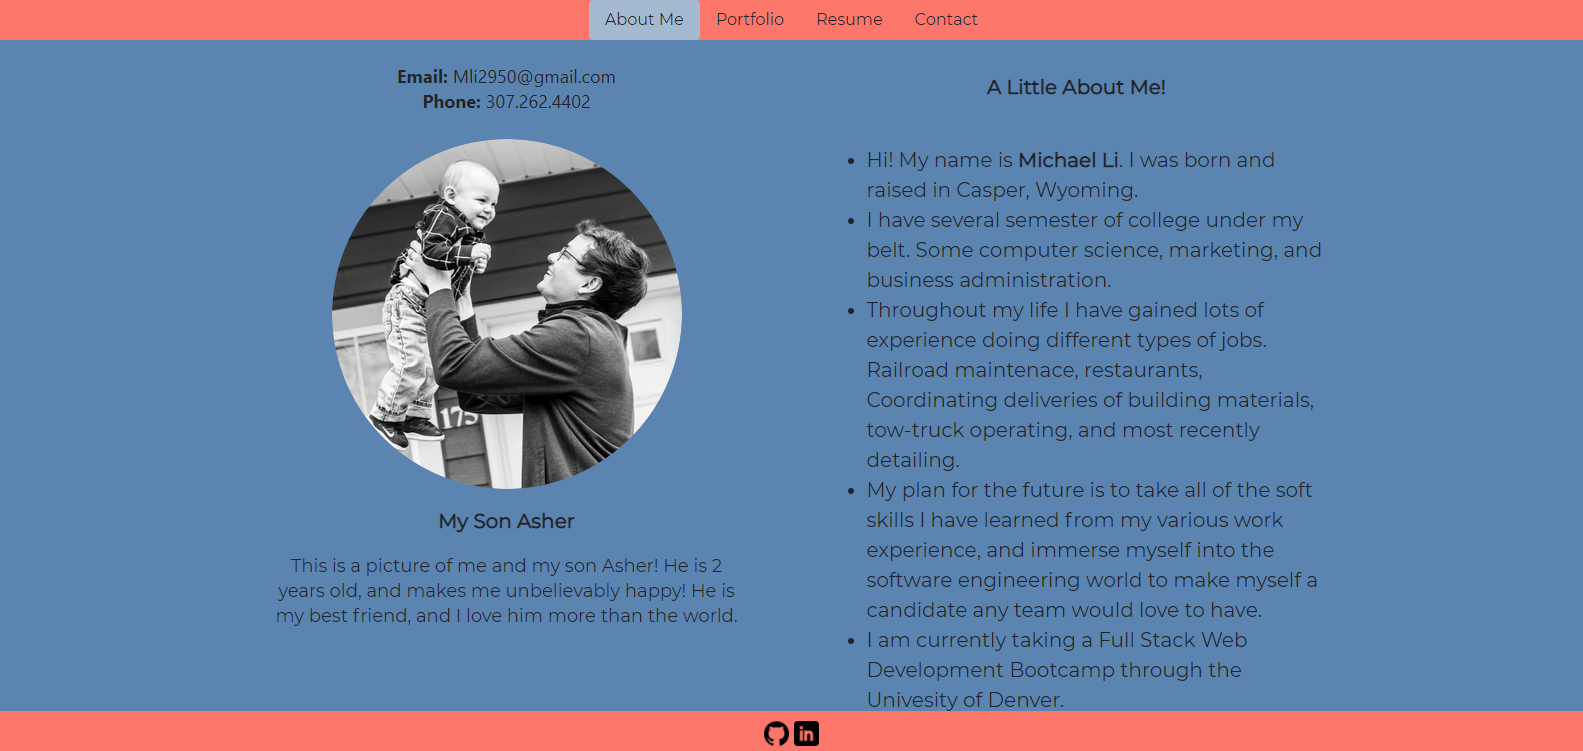 About Me Portfolio Resume Contact
Email: Mli2950@gmail.com
Phone: 307.262.4402
175
My Son Asher
This is a picture of me and my son Asher! He is 2
years old, and makes me unbelievably happy! He is
my best friend, and I love him more than the world.
A Little About Me!
• Hi! My name is Michael Li. I was born and
raised in Casper, Wyoming.
• I have several semester of college under my
belt. Some computer science, marketing, and
business administration.
• Throughout my life I have gained lots of
experience doing different types of jobs.
Railroad maintenace, restaurants,
Coordinating deliveries of building materials,
tow-truck operating, and most recently
detailing.
• My plan for the future is to take all of the soft
skills I have learned from my various work
experience, and immerse myself into the
software engineering world to make myself a
candidate any team would love to have.
• I am currently taking a Full Stack Web
Development Bootcamp through the
Univesity of Denver.
in